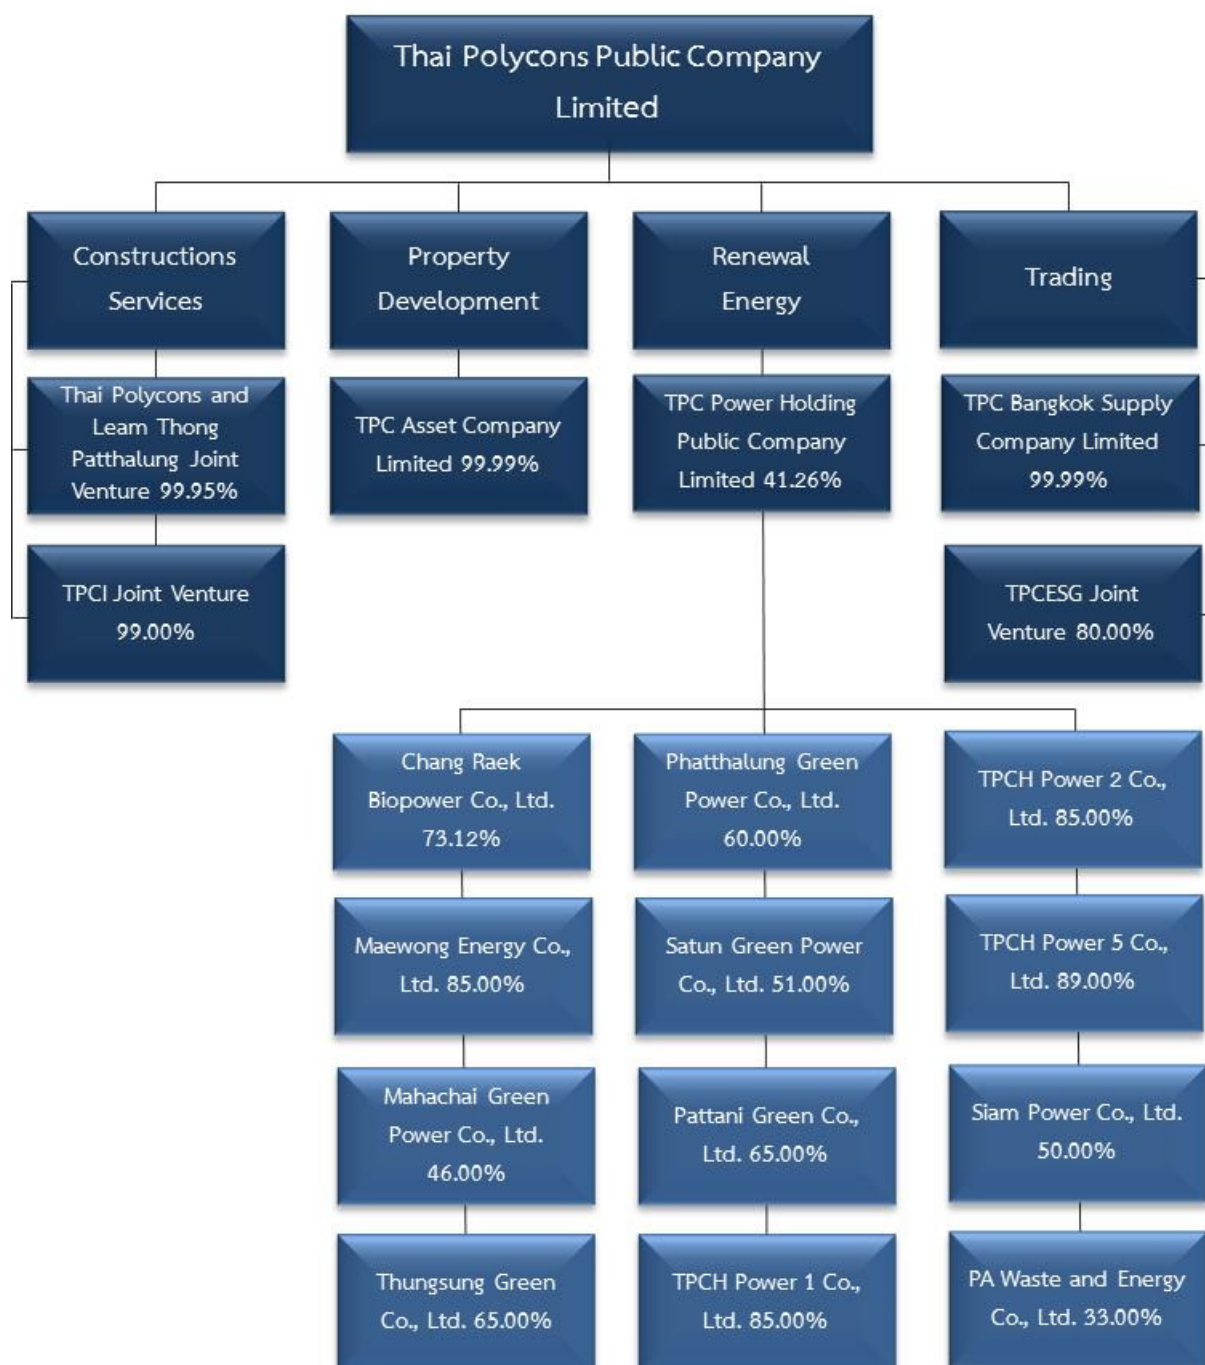 Thai Polycons Public Company
Limited
Constructions
Services
Property
Development
Renewal
Energy
Trading
Thai Polycons and
Leam Thong
Patthalung Joint
Venture 99.95%
TPC Asset Company
Limited 99.99%
TPC Power Holding
Public Company
Limited 41.26%
TPC Bangkok Supply
Company Limited
99.99%
TPCI Joint Venture
99.00%
TPCESG Joint
Venture 80.00%
Chang Raek
Biopower Co., Ltd.
73.12%
Phatthalung Green
Power Co., Ltd.
60.00%
TPCH Power 2 Co.,
Ltd. 85.00%
Maewong Energy Co.,
Ltd. 85.00%
Satun Green Power
Co., Ltd. 51.00%
TPCH Power 5 Co.,
Ltd. 89.00%
Mahachai Green
Power Co., Ltd.
46.00%
Pattani Green Co.,
Ltd. 65.00%
Siam Power Co., Ltd.
50.00%
Thungsung Green
Co., Ltd. 65.00%
TPCH Power 1 Co.,
Ltd. 85.00%
PA Waste and Energy
Co., Ltd. 33.00%